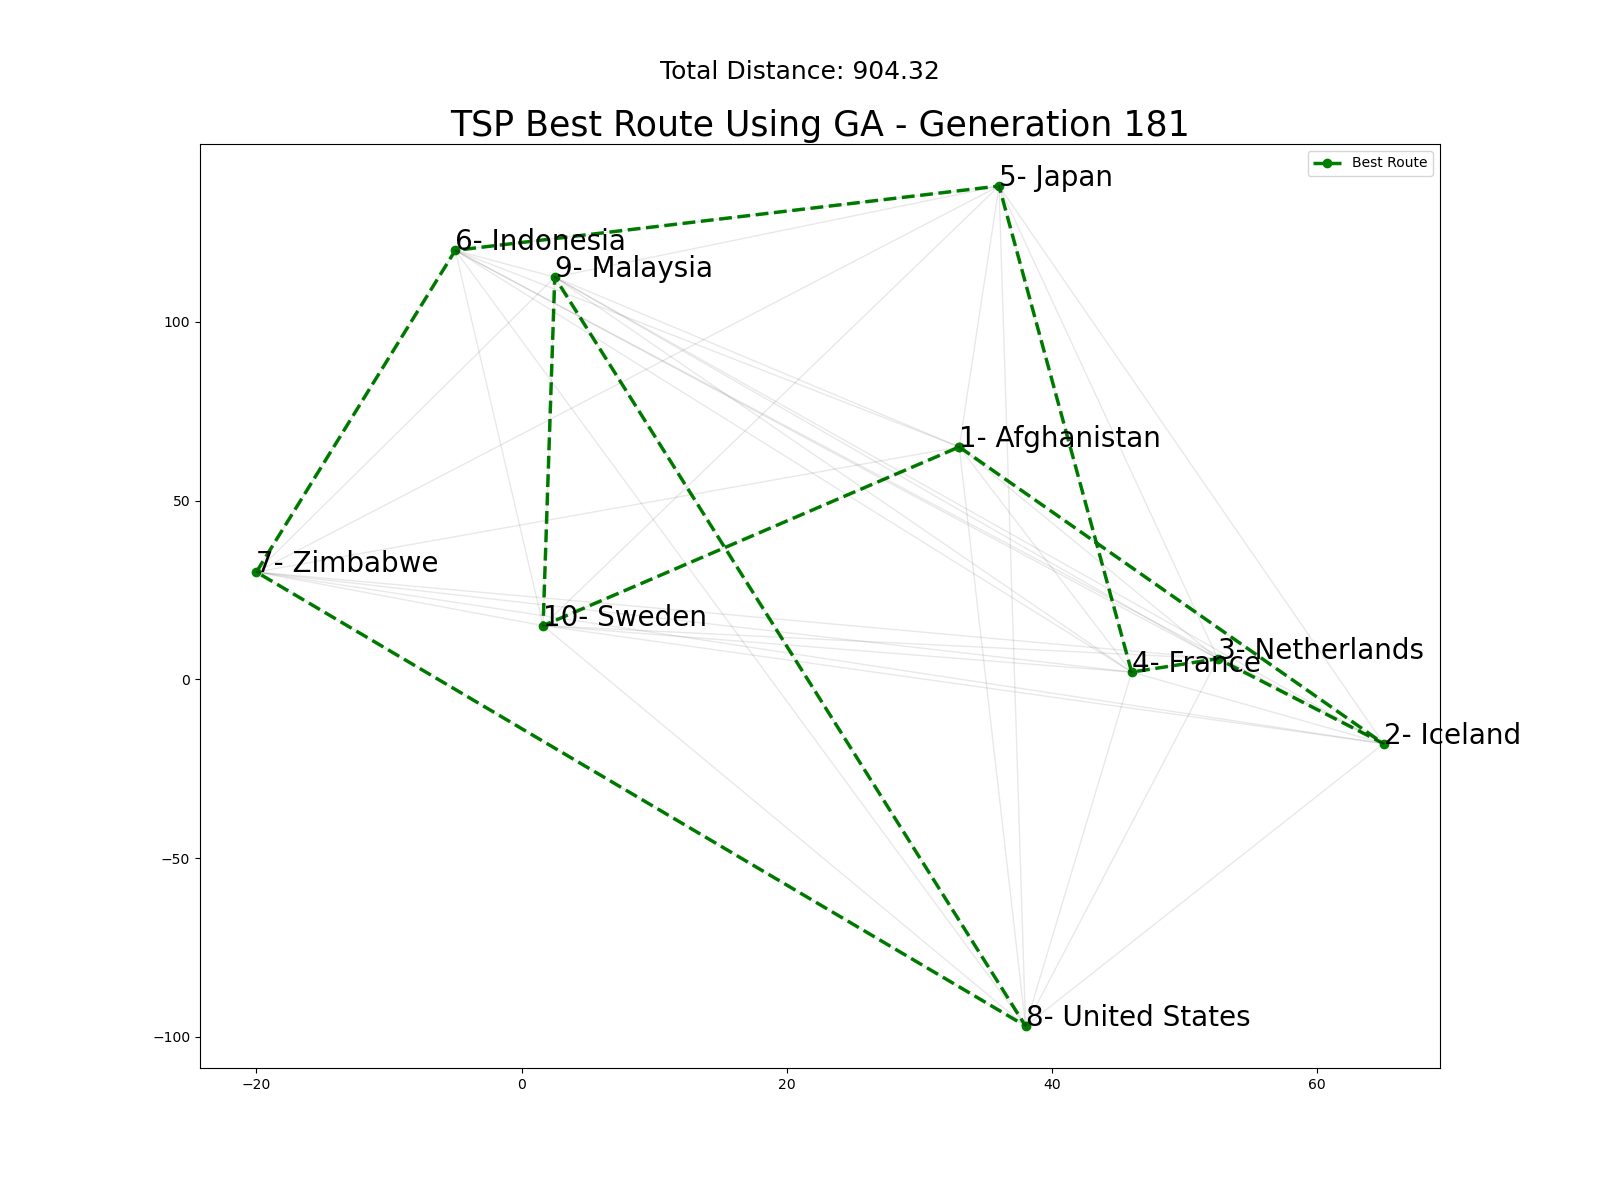 Total Distance: 904.32
TSP Best Route Using GA - Generation 181
Best Route
5- Japan
6- Indonesia
9- Malaysia
100
1- Afghanistan
50
7- Zimbabwe
10- Sweden
3- Netherlands
4- France
0
2- Iceland
−50
8- United States
−100
−20 0 20 40 60